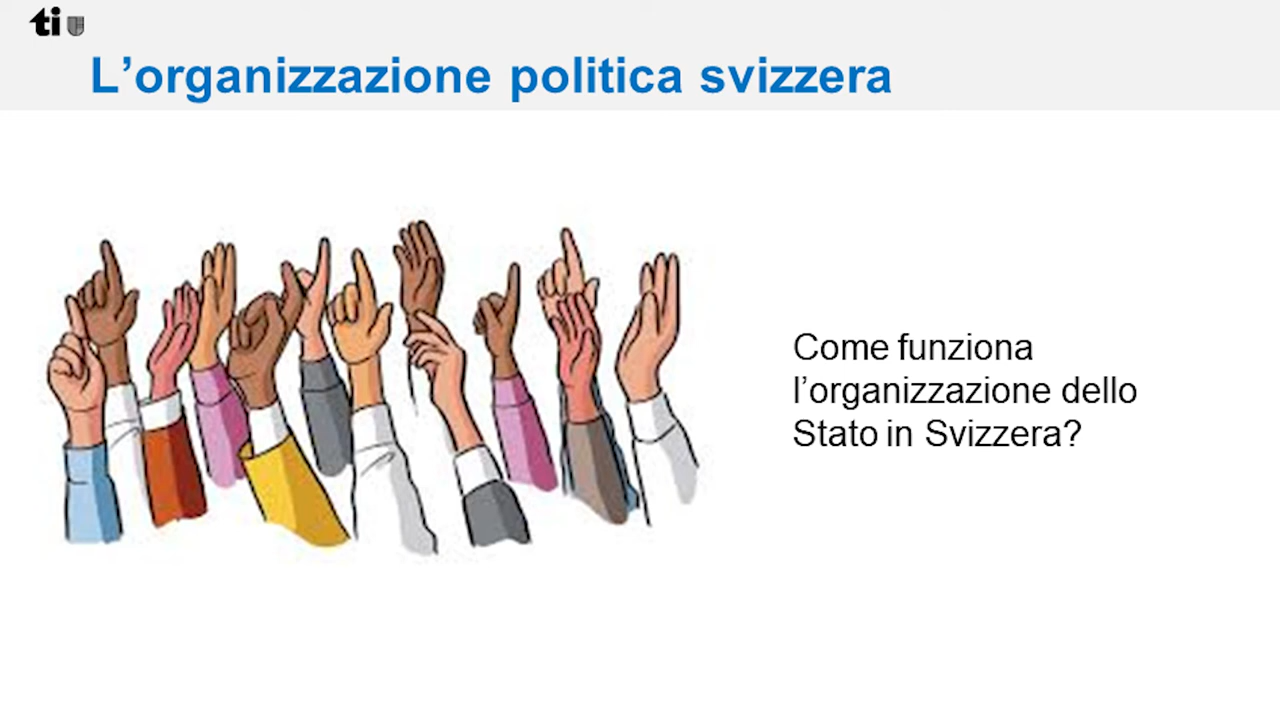 ti
L’organizzazione politica svizzera
Come funziona
l’organizzazione dello
Stato in Svizzera?